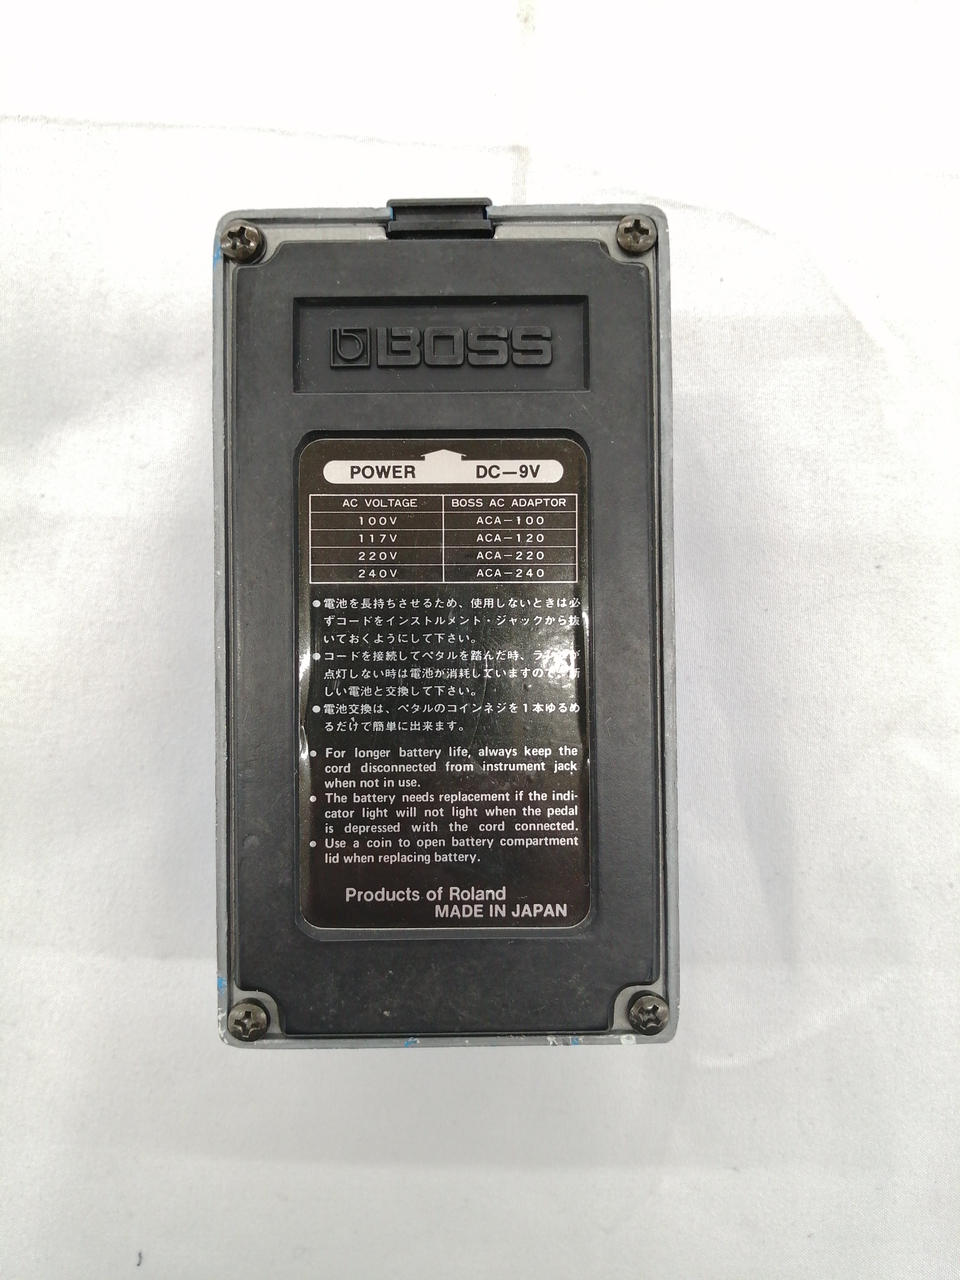 BOSS
POWER DC-9V
AC VOLTAGE BOSS AC ADAPTOR
100V ACA-100
117V ACA-120
220V ACA-220
240V ACA-240
●電池を長持ちさせるため、使用しないときは必
ずコードをインストルメント・ジャックから抜
いておくようにして下さい。
●コードを接続してペタルを踏んだ時、ラ が
点灯しない時は電池が消耗していますので、新
しい電池と交換して下さい。
●電池交換は、ペタルのコインネジを1本ゆるめ
るだけで簡単に出来ます。
● For longer battery life, always keep the
cord disconnected from instrument jack
when not in use.
● The battery needs replacement if the indi-
cator light will not light when the pedal
is depressed with the cord connected.
● Use a coin to open battery compartment
lid when replacing battery.
Products of Roland
MADE IN JAPAN